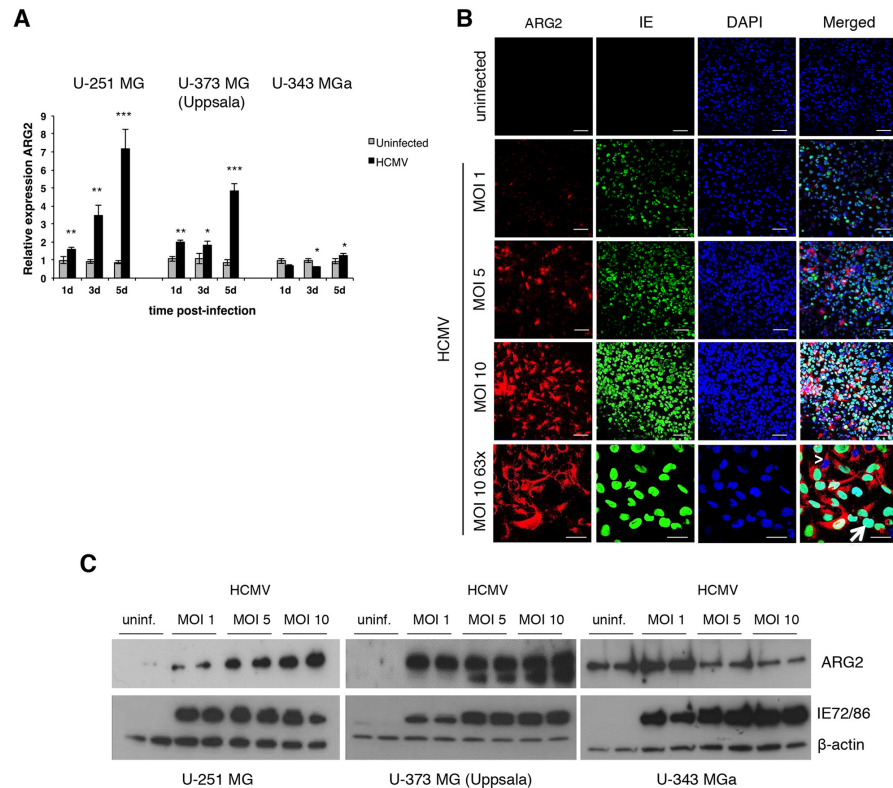 A
U-251 MG
U-373 MG
(Uppsala)
U-343 MGa
Relative expression ARG2
9
8
7
6
5
4
3
2
1
0
** ** ***
** * ***
* *
Uninfected
HCMV
1d 3d 5d 1d 3d 5d 1d 3d 5d
time post-infection
B
ARG2 IE DAPI Merged
uninfected
HCMV
MOI 1
MOI 5
MOI 10
MOI 10 63x
>
C
HCMV HCMV HCMV
uninf. MOI 1 MOI 5 MOI 10 uninf. MOI 1 MOI 5 MOI 10 uninf. MOI 1 MOI 5 MOI 10
ARG2
IE72/86
β-actin
U-251 MG U-373 MG (Uppsala) U-343 MGa